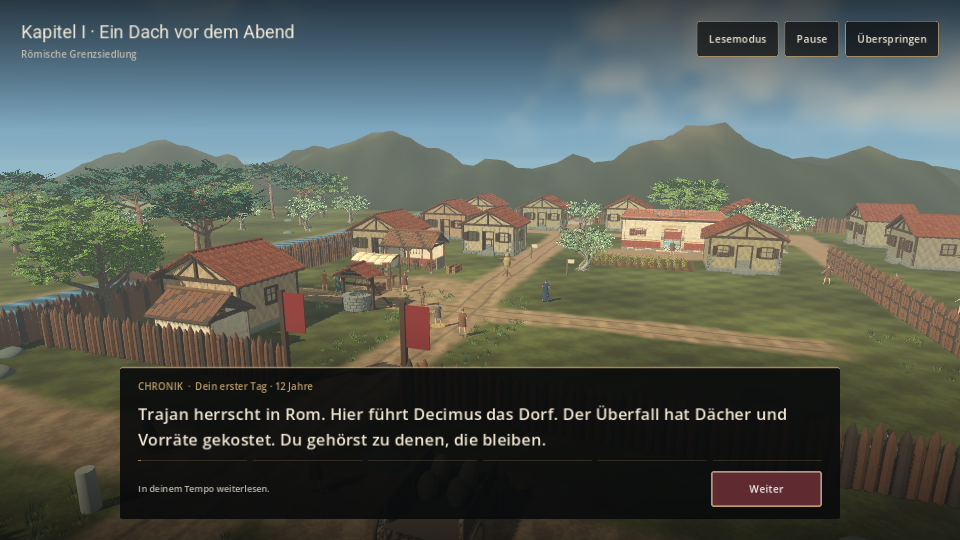 Kapitel I · Ein Dach vor dem Abend
Römische Grenzsiedlung
Lesemodus
Pause
Überspringen
CHRONIK · Dein erster Tag · 12 Jahre
Trajan herrscht in Rom. Hier führt Decimus das Dorf. Der Überfall hat Dächer und
Vorräte gekostet. Du gehörst zu denen, die bleiben.
In deinem Tempo weiterlesen.
Weiter